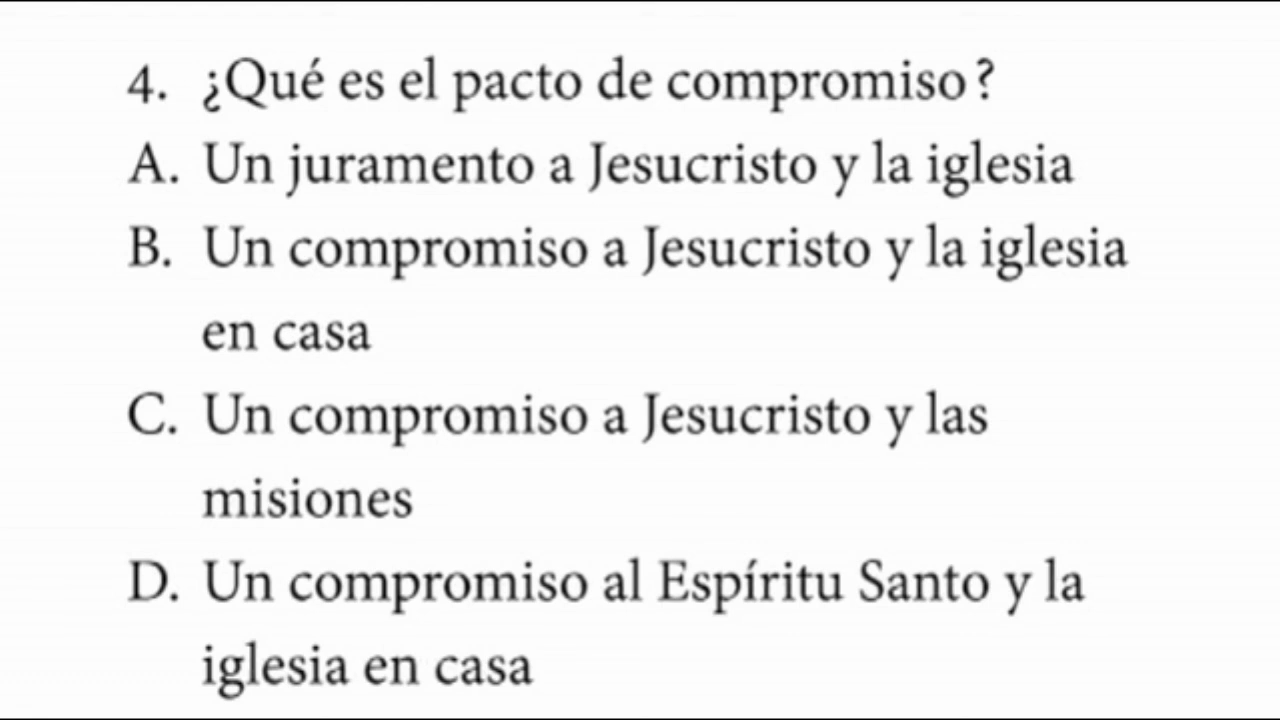 4. ¿Qué es el pacto de compromiso?
A. Un juramento a Jesucristo y la iglesia
B. Un compromiso a Jesucristo y la iglesia
en casa
C. Un compromiso a Jesucristo y las
misiones
D. Un compromiso al Espíritu Santo y la
iglesia en casa